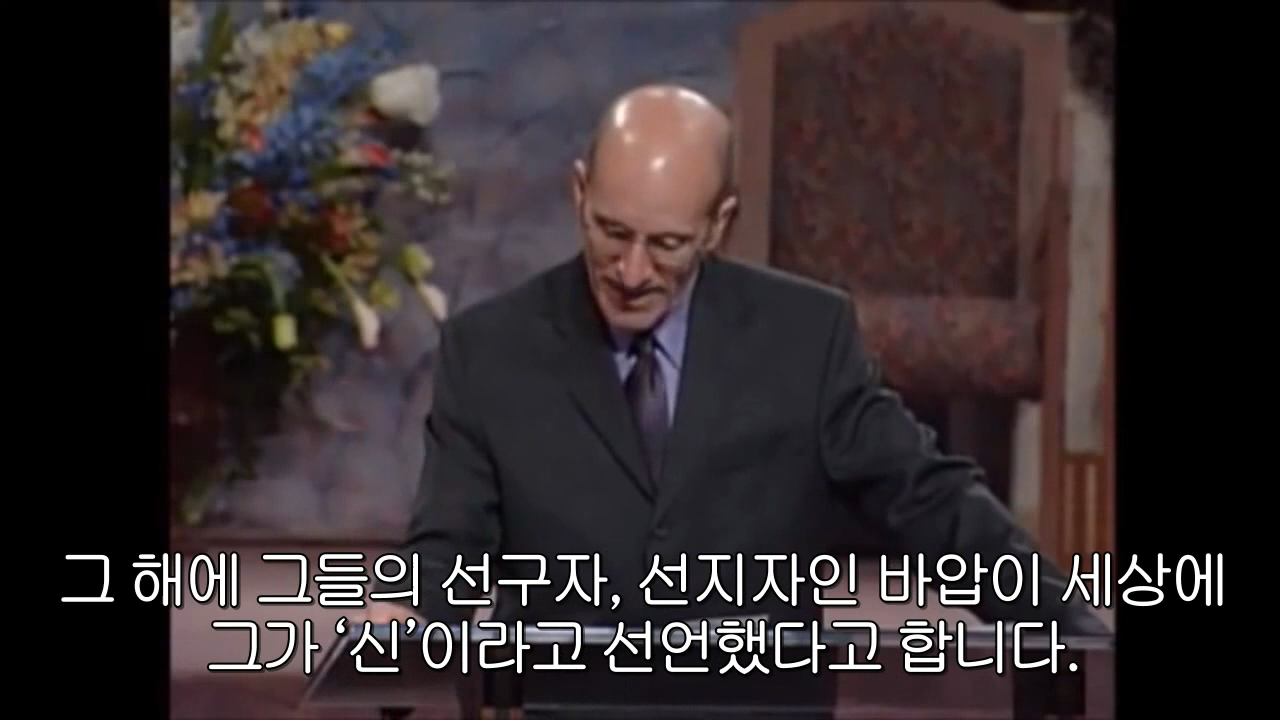 그 해에 그들의 선구자, 선지자인 바압이 세상에
그가 ‘신’이라고 선언했다고 합니다.